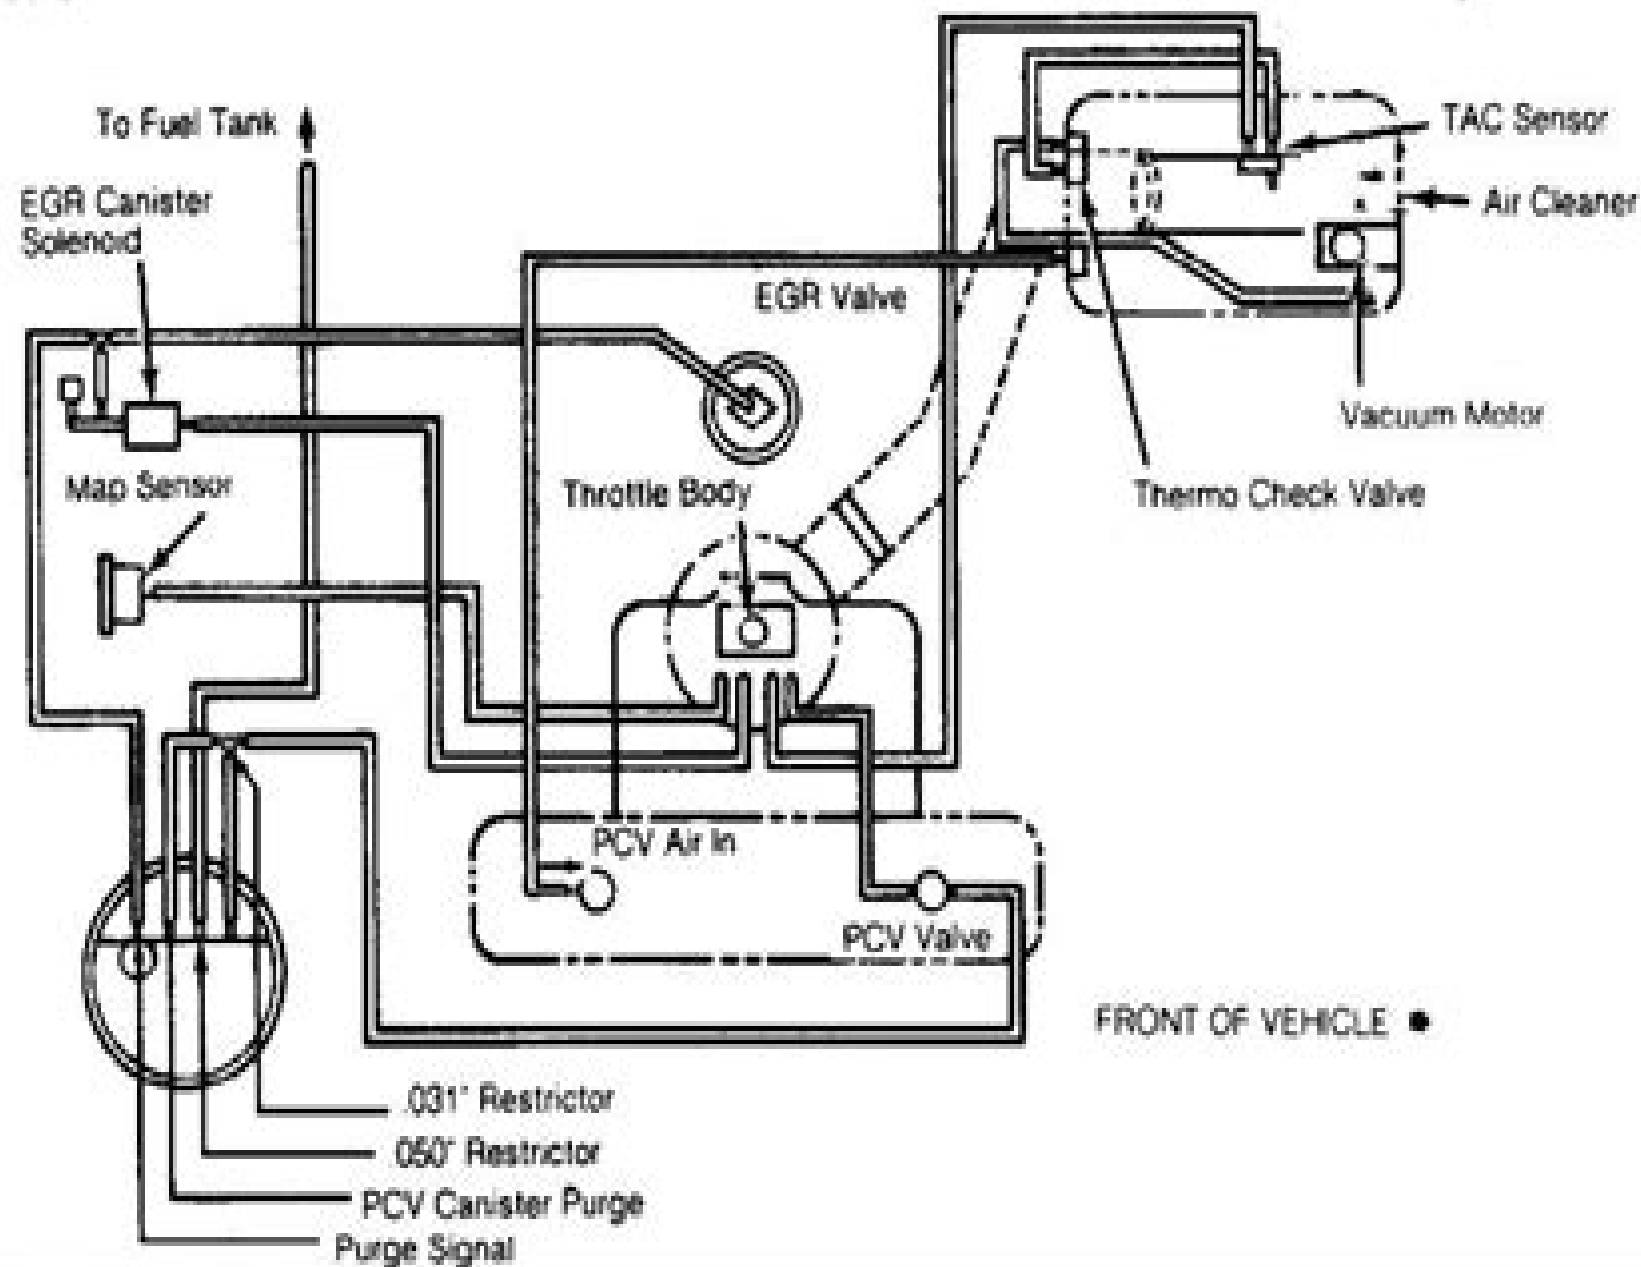 To Fuel Tank
EGR Canister
Solenoid
TAC Sensor
Air Cleaner
EGR Valve
Vacuum Motor
Map Sensor
Throttle Body
Thermo Check Valve
PCV Air In
PCV Valve
FRONT OF VEHICLE
.031" Restrictor
.050" Restrictor
PCV Canister Purge
Purge Signal